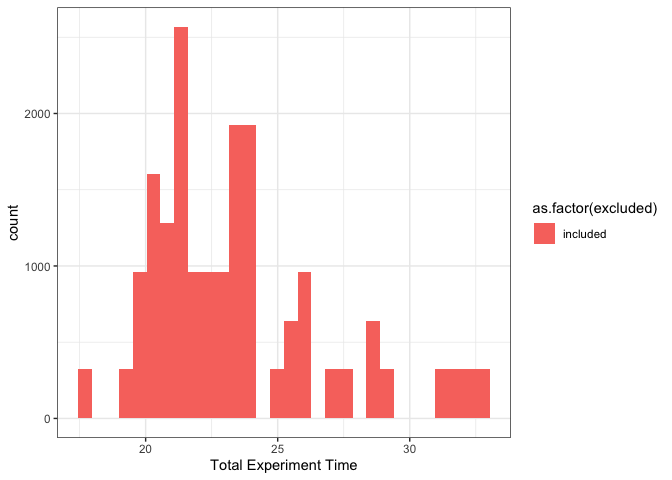 2000
1000
0
count
20
25
30
Total Experiment Time
as.factor(excluded)
included